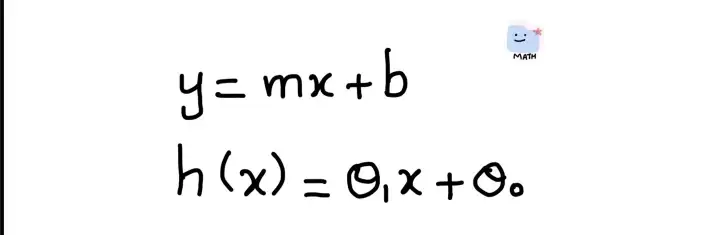 MATH
y = mx + b
h(x) = θ₁x + θ₀